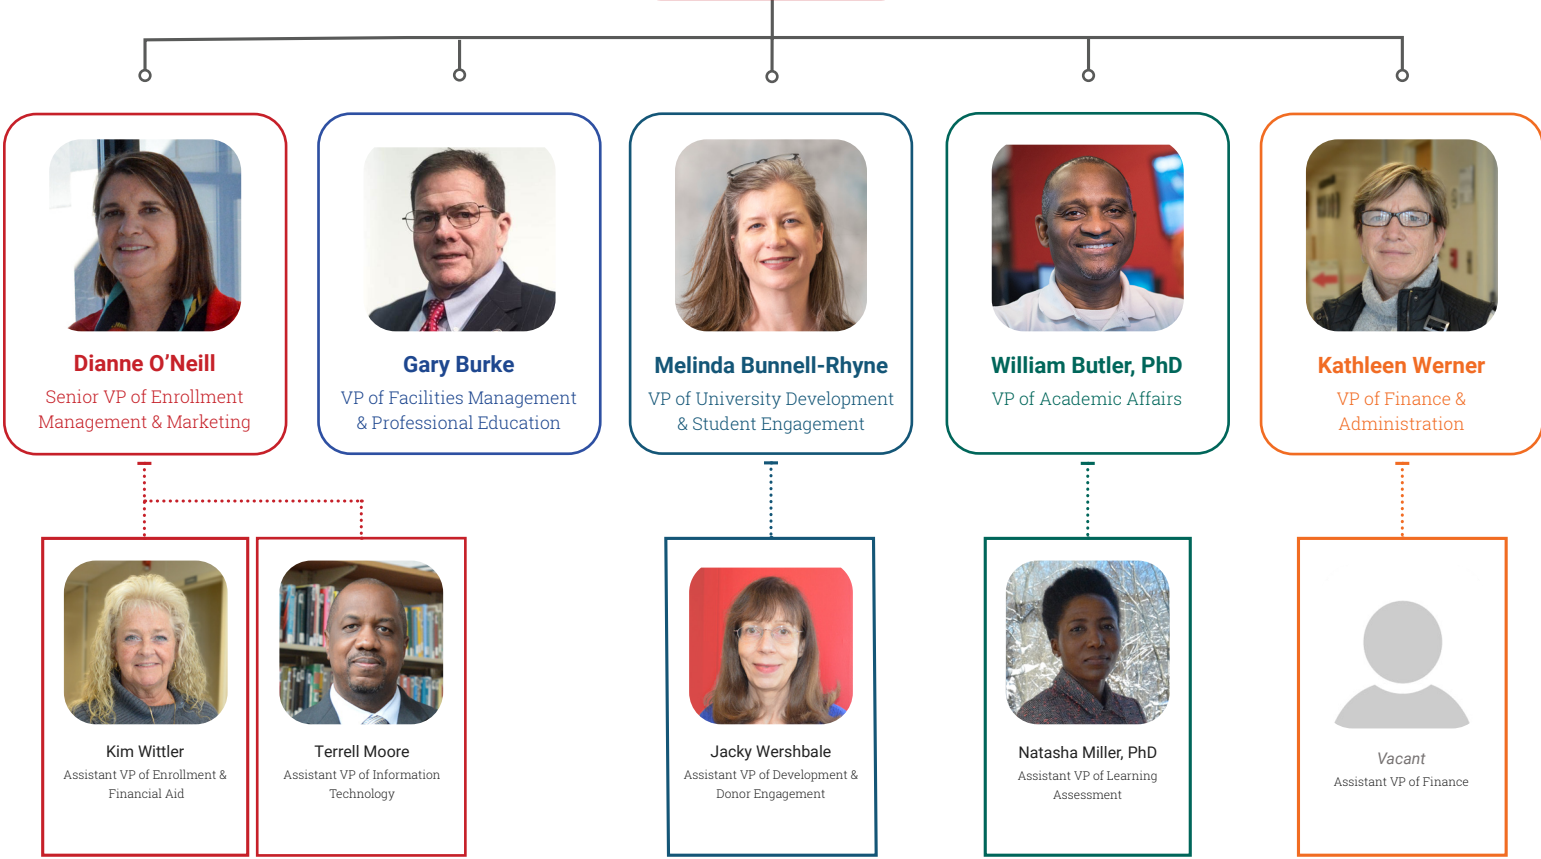 Dianne O’Neill
Senior VP of Enrollment
Management & Marketing
Gary Burke
VP of Facilities Management
& Professional Education
Melinda Bunnell-Rhyne
VP of University Development
& Student Engagement
William Butler, PhD
VP of Academic Affairs
Kathleen Werner
VP of Finance &
Administration
Kim Wittler
Assistant VP of Enrollment &
Financial Aid
Terrell Moore
Assistant VP of Information
Technology
Jacky Wershbale
Assistant VP of Development &
Donor Engagement
Natasha Miller, PhD
Assistant VP of Learning
Assessment
Vacant
Assistant VP of Finance